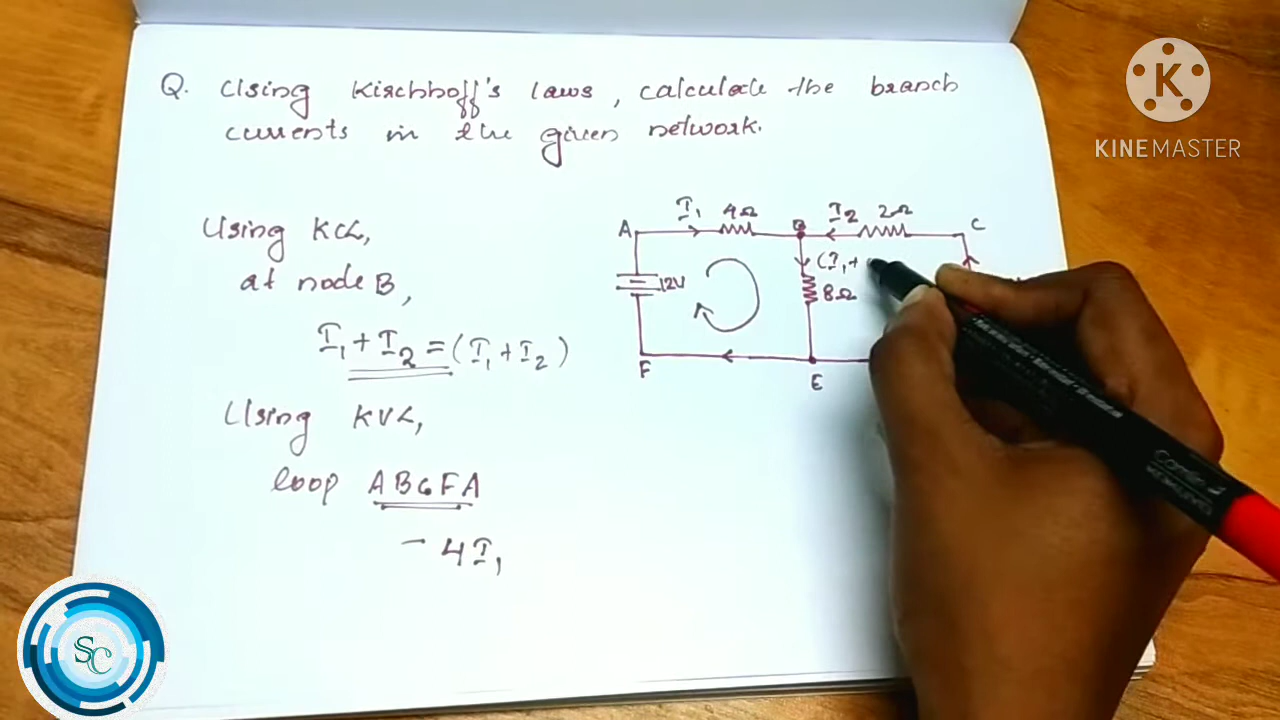 Q. Using Kirchhoff's laws, calculate the branch
currents in the given network.
K
KINEMASTER
Using KCL,
at node B,
I₁ + I₂ = (I₁ + I₂)
Using KVL,
loop ABEFA
- 4I₁
A
I₁
4Ω
B
I₂
2Ω
C
12V
(I₁+
8Ω
F
E
SC